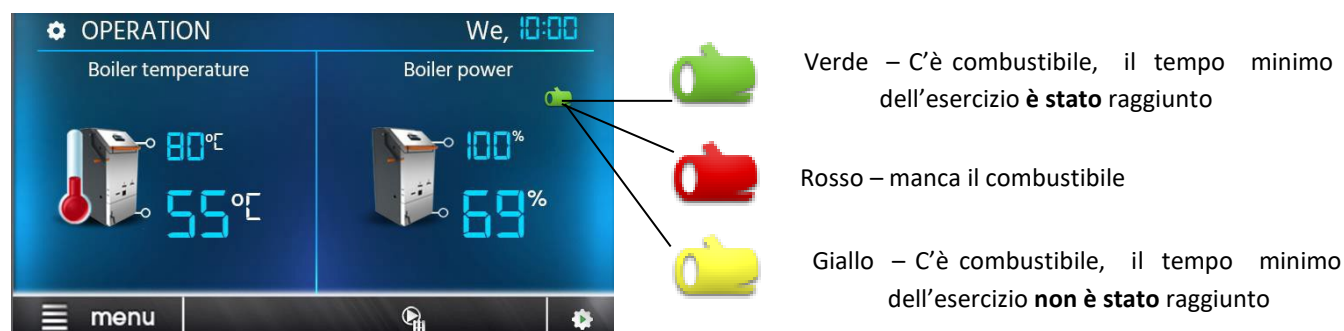 OPERATION We, 10:00
Boiler temperature Boiler power
80°C 100%
55°C 69%
menu
Verde – C'è combustibile, il tempo minimo
dell'esercizio è stato raggiunto
Rosso – manca il combustibile
Giallo – C'è combustibile, il tempo minimo
dell'esercizio non è stato raggiunto